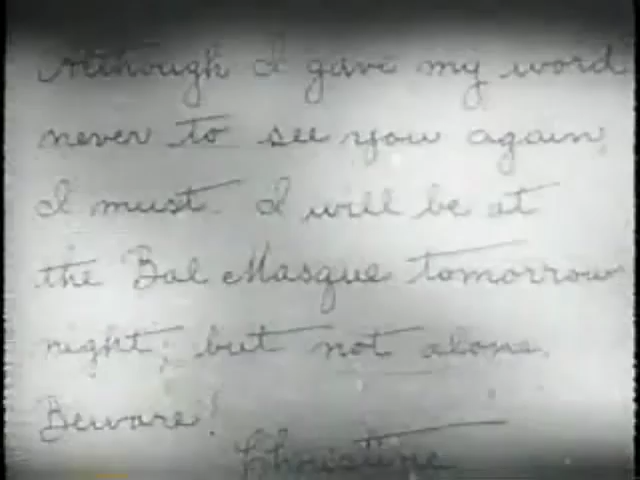 Although I gave my word
never to see you again,
I must. I will be at
the Bal Masque tomorrow
night, but not alone.
Beware!
Christine